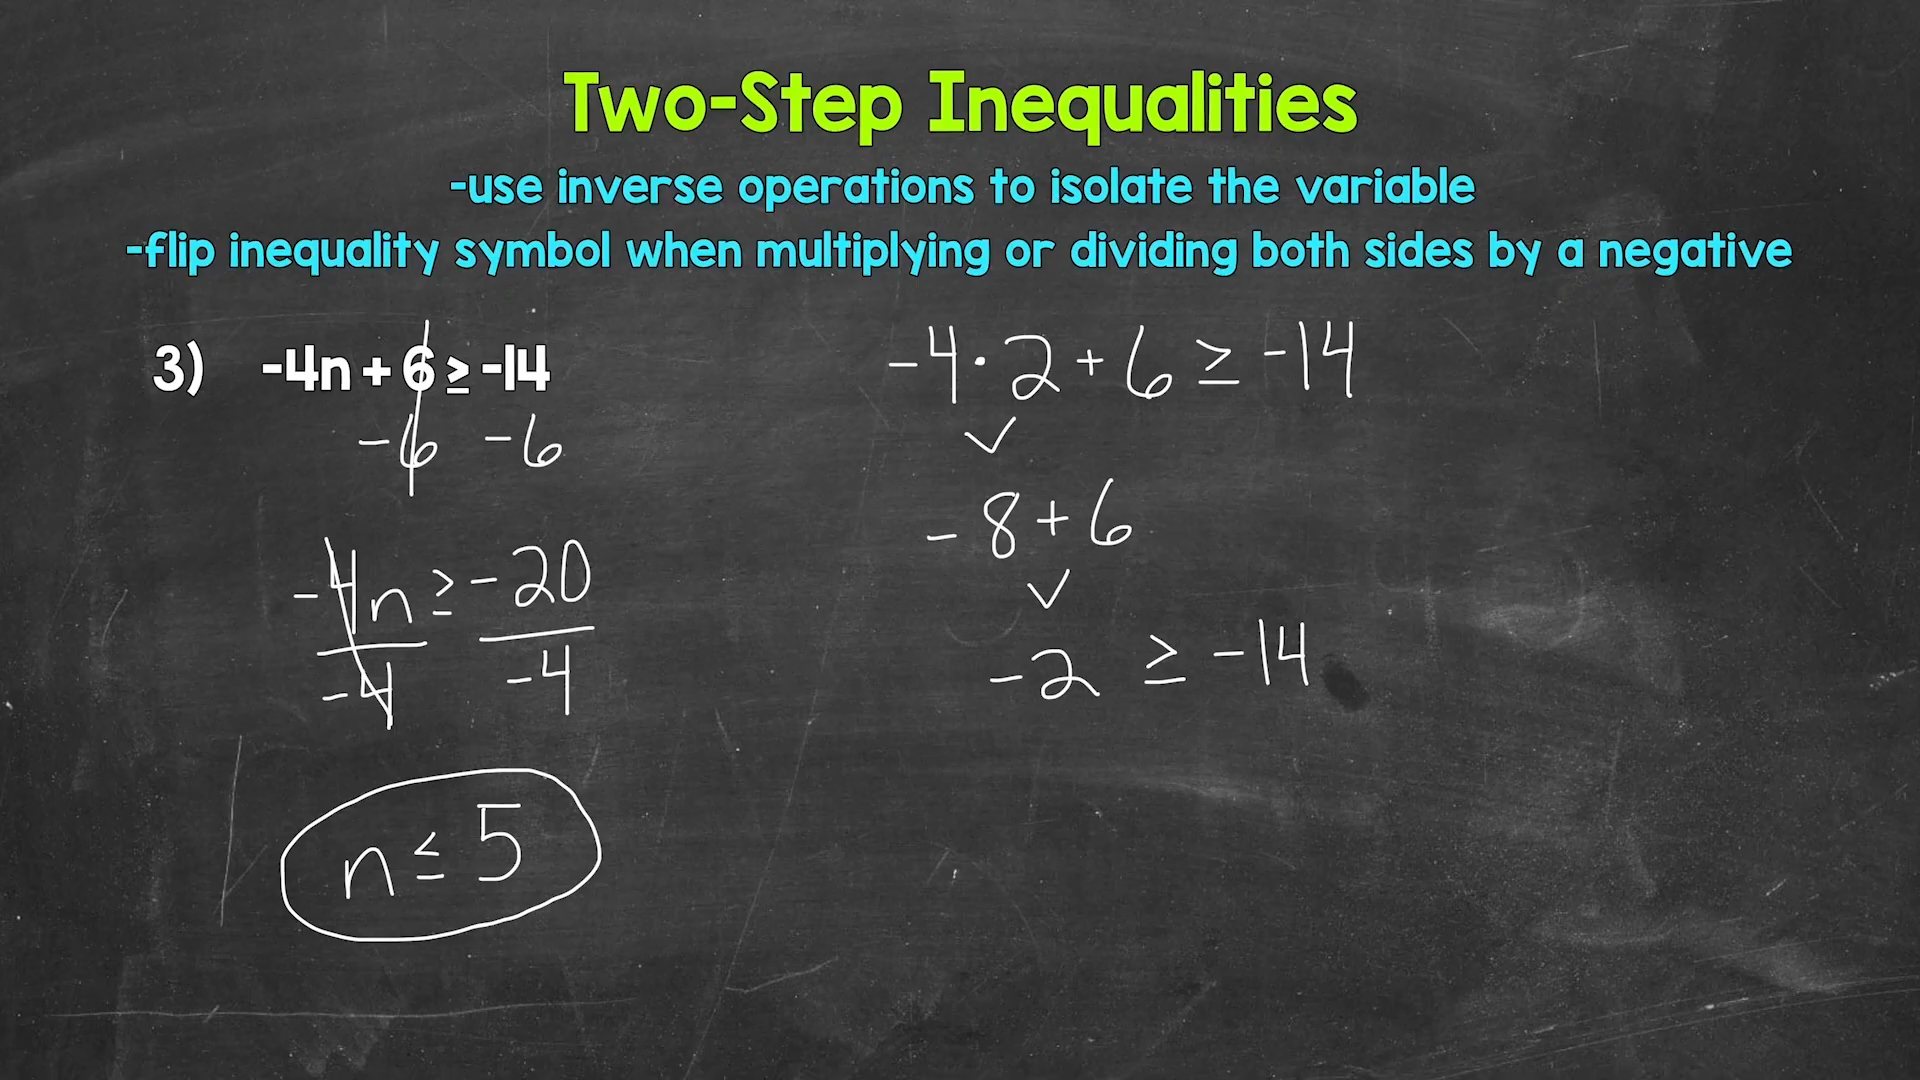 Two-Step Inequalities
-use inverse operations to isolate the variable
-flip inequality symbol when multiplying or dividing both sides by a negative
3) -4n + 6 ≥ -14
-6 -6
-4n ≥ -20
-4 -4
n ≤ 5
-4 · 2 + 6 ≥ -14
-8 + 6
-2 ≥ -14